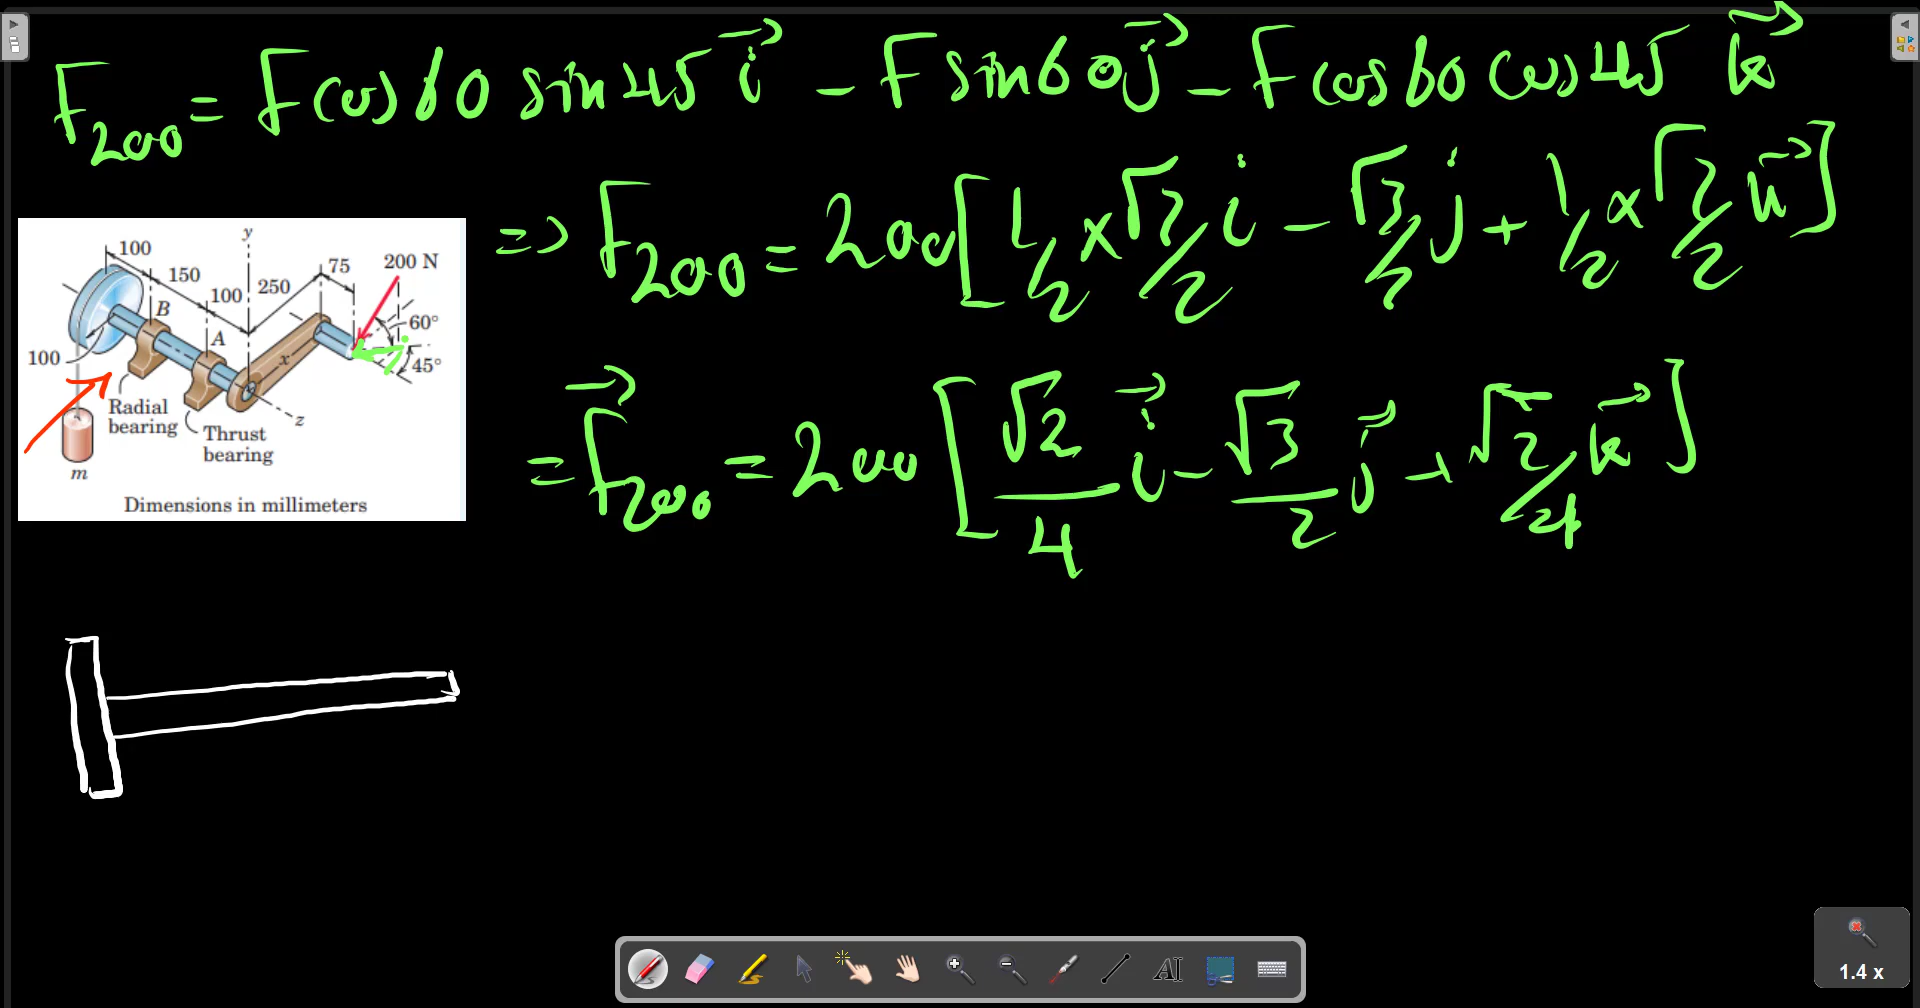 F₂₀₀ = F cos 60 sin 45 i⃗ - F sin 60 j⃗ - F cos 60 cos 45 k⃗
=> F₂₀₀ = 200 [ 1/2 x √2/2 i - √3/2 j + 1/2 x √2/2 k⃗ ]
= F⃗₂₀₀ = 200 [ √2/4 i⃗ - √3/2 j⃗ + √2/4 k⃗ ]
100
150
100
y
250
75
200 N
B
A
60°
x
45°
100
Radial
bearing
Thrust
bearing
z
m
Dimensions in millimeters
AI
1.4 x